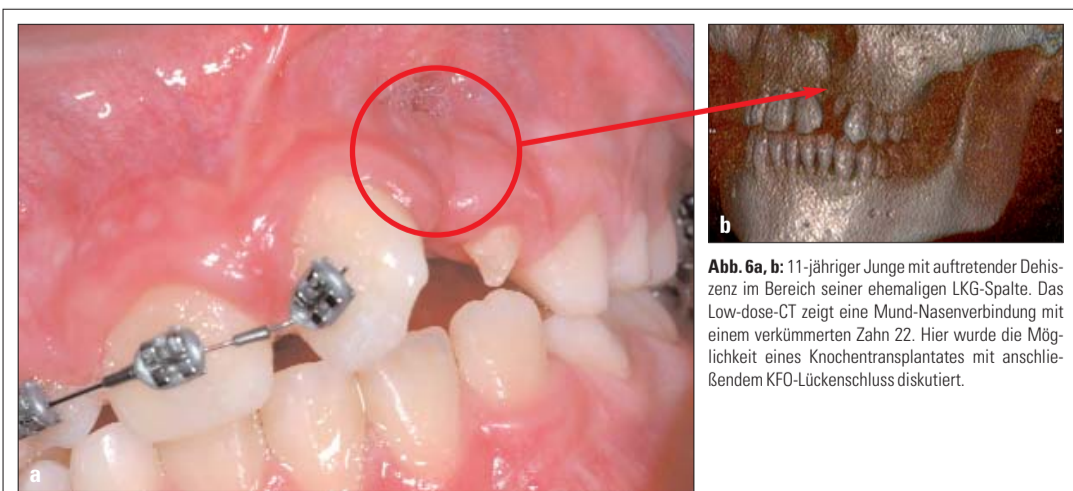 a
b
Abb. 6a, b: 11-jähriger Junge mit auftretender Dehis-
zenz im Bereich seiner ehemaligen LKG-Spalte. Das
Low-dose-CT zeigt eine Mund-Nasenverbindung mit
einem verkümmerten Zahn 22. Hier wurde die Mög-
lichkeit eines Knochentransplantates mit anschlie-
ßendem KFO-Lückenschluss diskutiert.